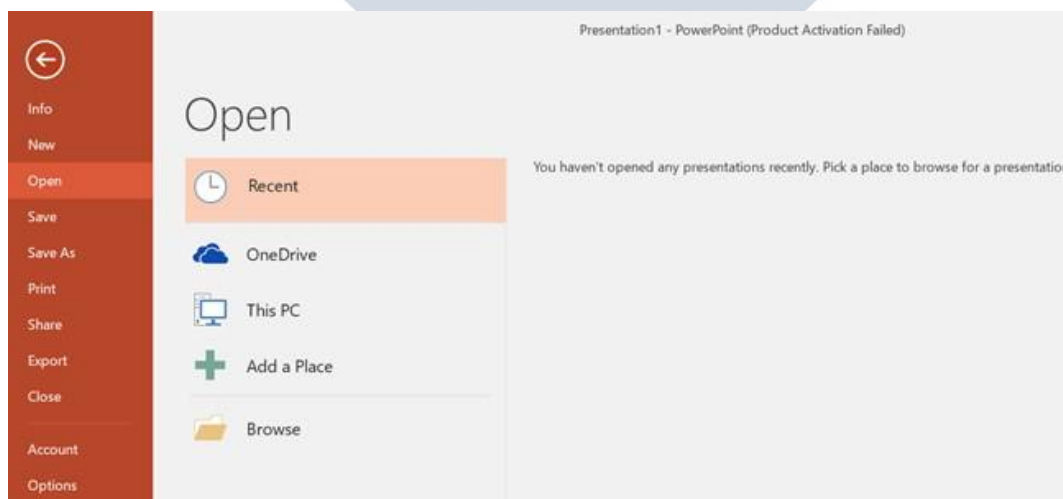 Presentation1 - PowerPoint (Product Activation Failed)
Info
New
Open
Save
Save As
Print
Share
Export
Close
Account
Options
Open
Recent
OneDrive
This PC
Add a Place
Browse
You haven't opened any presentations recently. Pick a place to browse for a presentatio